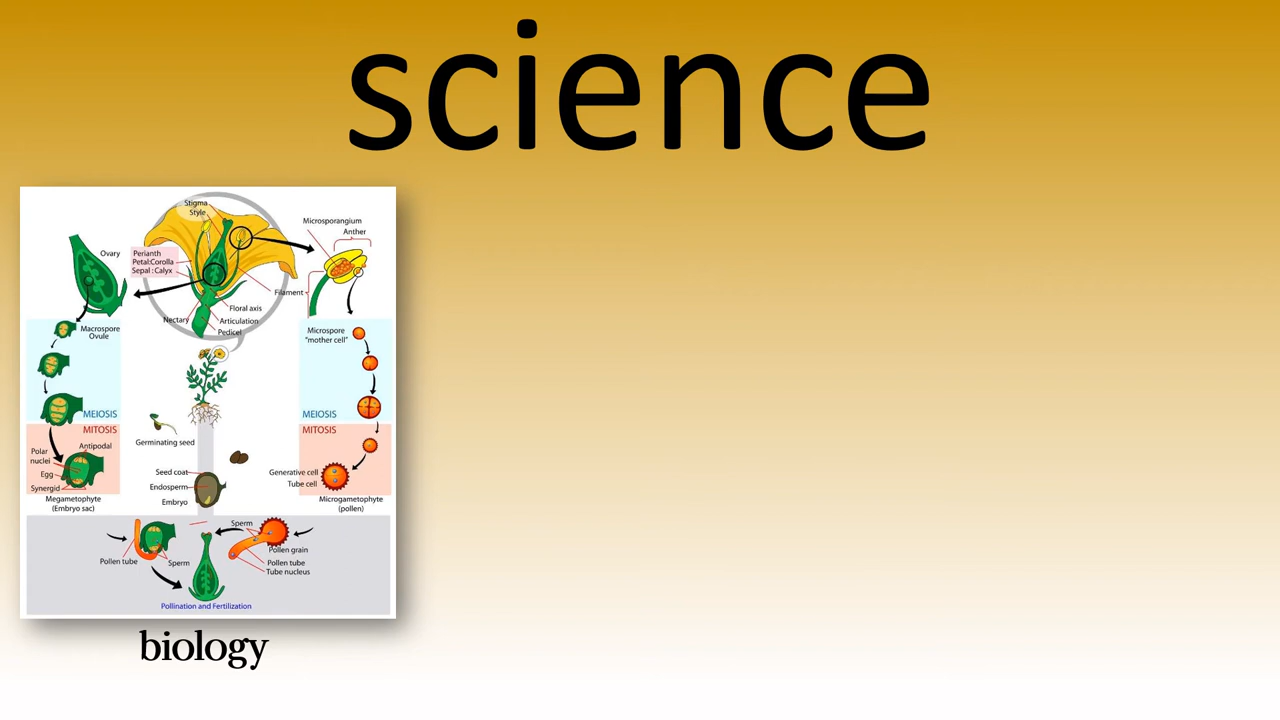 science
Stigma
Style
Microsporangium
Anther
Ovary
Perianth
Petal:Corolla
Sepal:Calyx
Filament
Floral axis
Nectary
Articulation
Pedicel
Macrospore
Ovule
Microspore
"mother cell"
MEIOSIS
MEIOSIS
MITOSIS
MITOSIS
Germinating seed
Antipodal
Polar
nuclei
Egg
Synergid
Megametophyte
(Embryo sac)
Seed coat
Endosperm
Embryo
Generative cell
Tube cell
Microgametophyte
(pollen)
Sperm
Pollen grain
Pollen tube
Sperm
Pollen tube
Tube nucleus
Pollination and Fertilization
biology